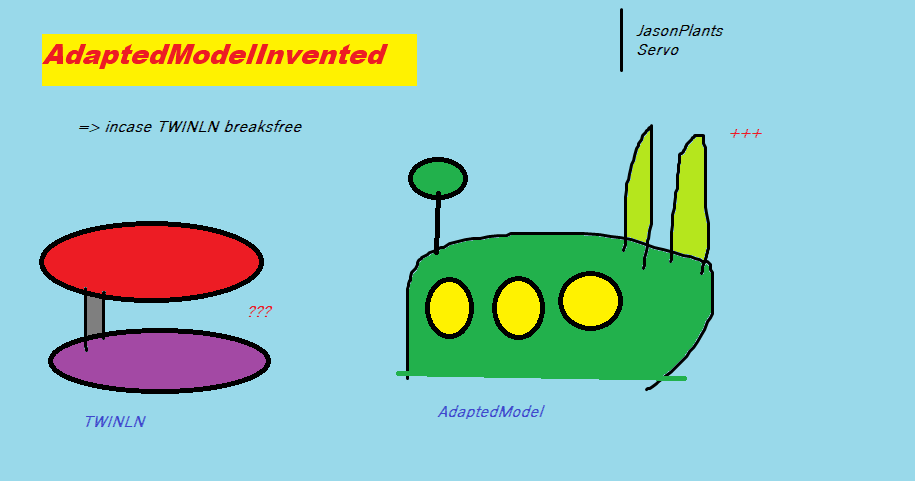 AdaptedModelInvented
JasonPlants
Servo
=> incase TWINLN breaksfree
+++
???
TWINLN
AdaptedModel